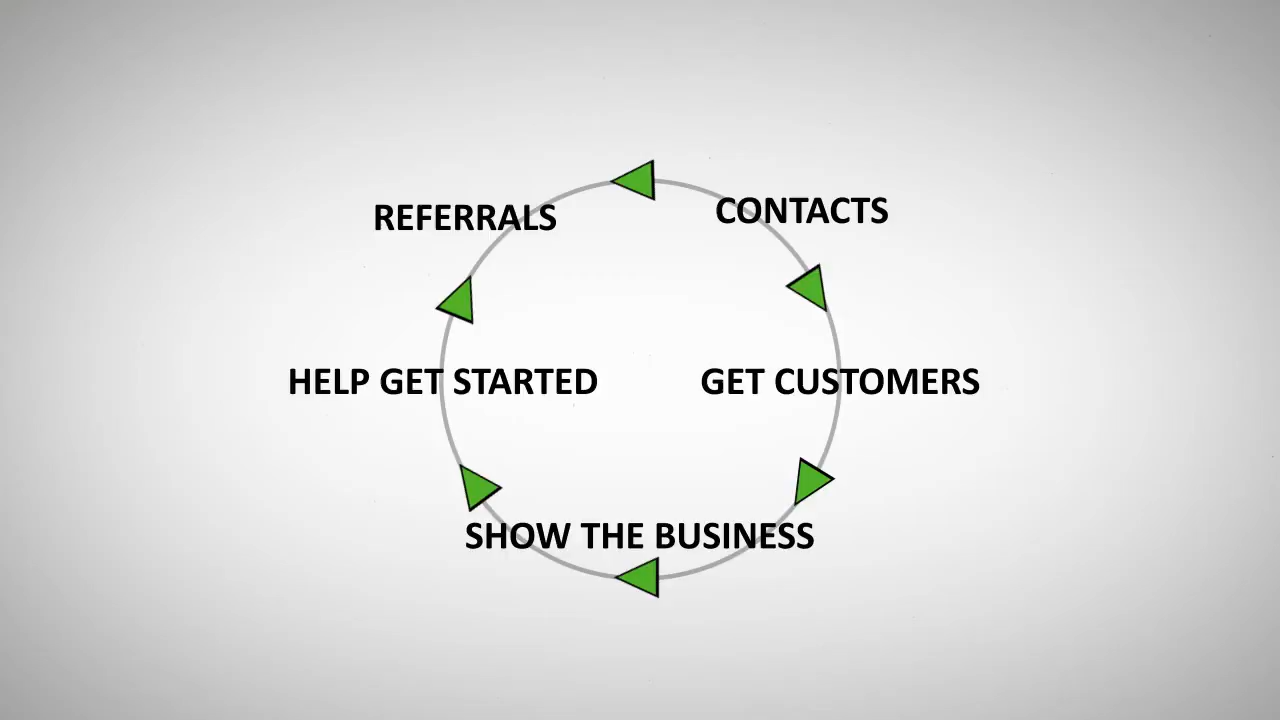 REFERRALS
CONTACTS
HELP GET STARTED
GET CUSTOMERS
SHOW THE BUSINESS